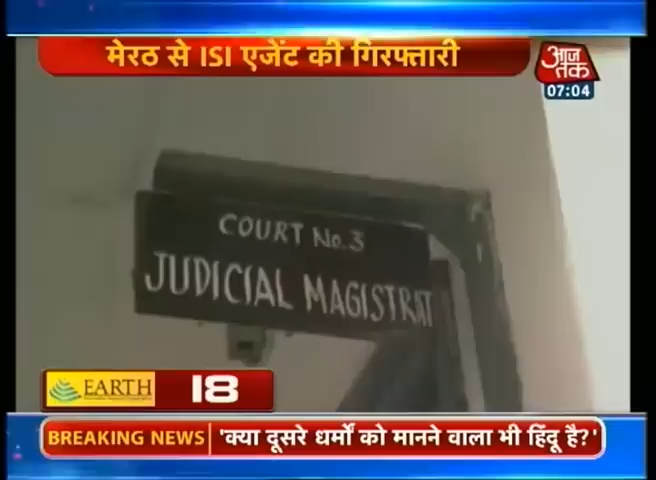 मेरठ से ISI एजेंट की गिरफ्तारी
आज
तक
07:04
COURT No.3
JUDICIAL MAGISTRAT
EARTH
18
BREAKING NEWS
'क्या दूसरे धर्मों को मानने वाला भी हिंदू है?'